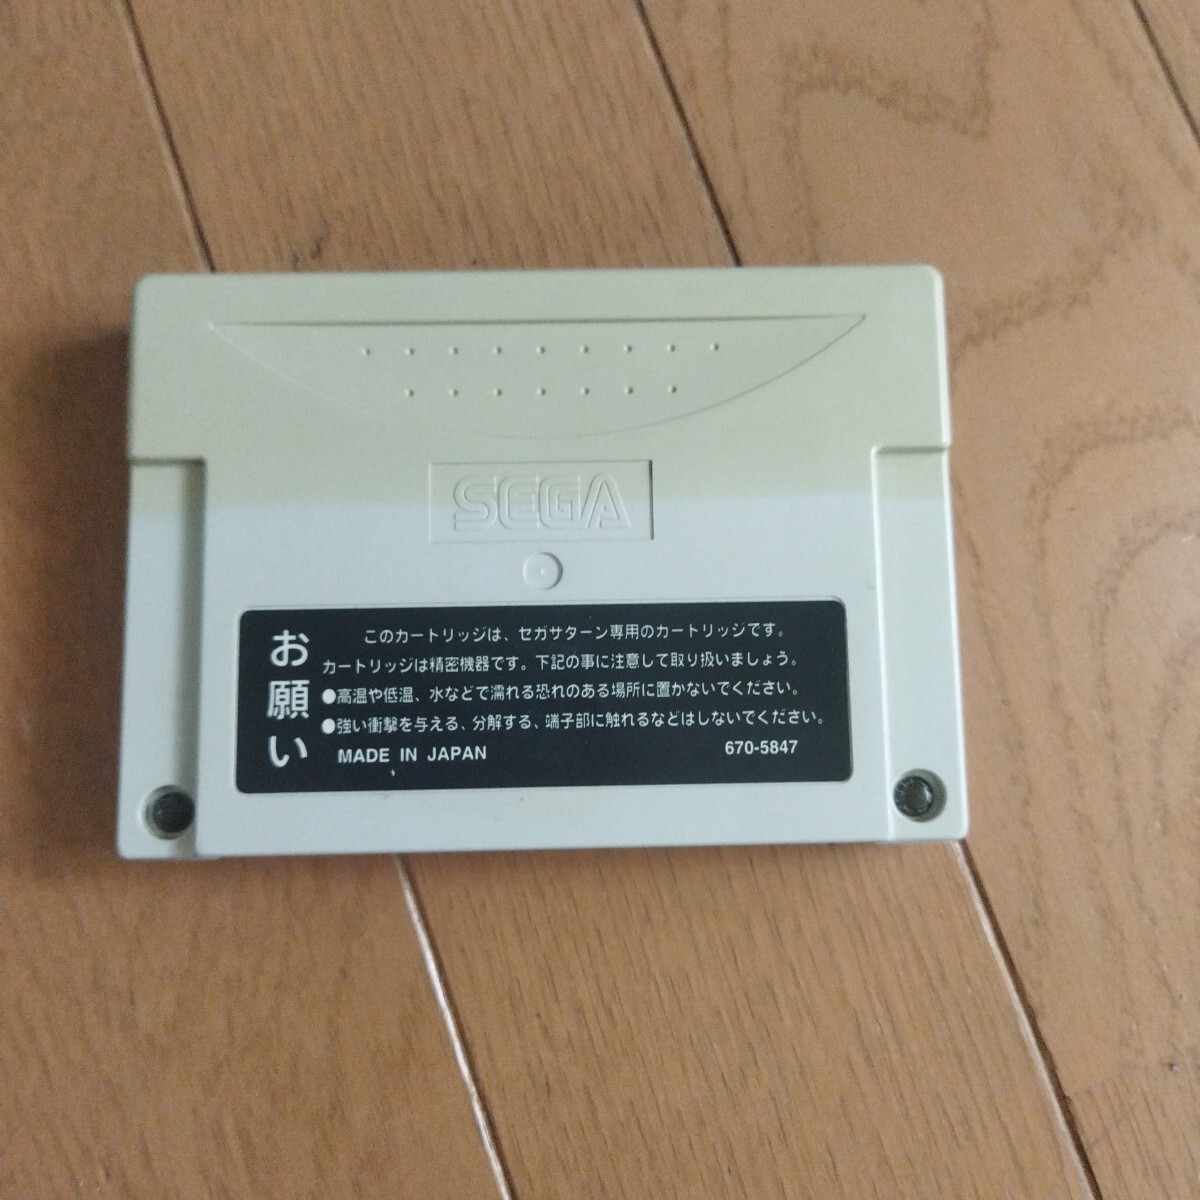 SEGA
お願い
このカートリッジは、セガサターン専用のカートリッジです。
カートリッジは精密機器です。下記の事に注意して取り扱いましょう。
●高温や低温、水などで濡れる恐れのある場所に置かないでください。
●強い衝撃を与える、分解する、端子部に触れるなどはしないでください。
MADE IN JAPAN 670-5847